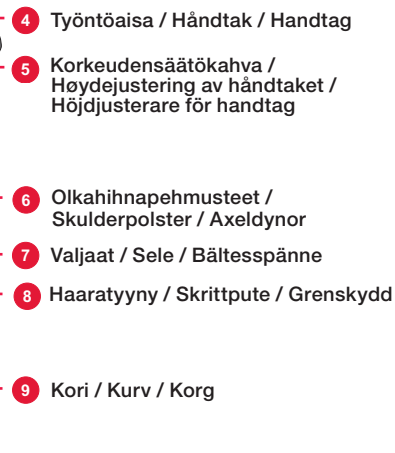 4 Työntöaisa / Håndtak / Handtag
5 Korkeudensäätökahva /
Høydejustering av håndtaket /
Höjdjusterare för handtag
6 Olkahihnapehmusteet /
Skulderpolster / Axeldynor
7 Valjaat / Sele / Bältesspänne
8 Haaratyyny / Skrittpute / Grenskydd
9 Kori / Kurv / Korg